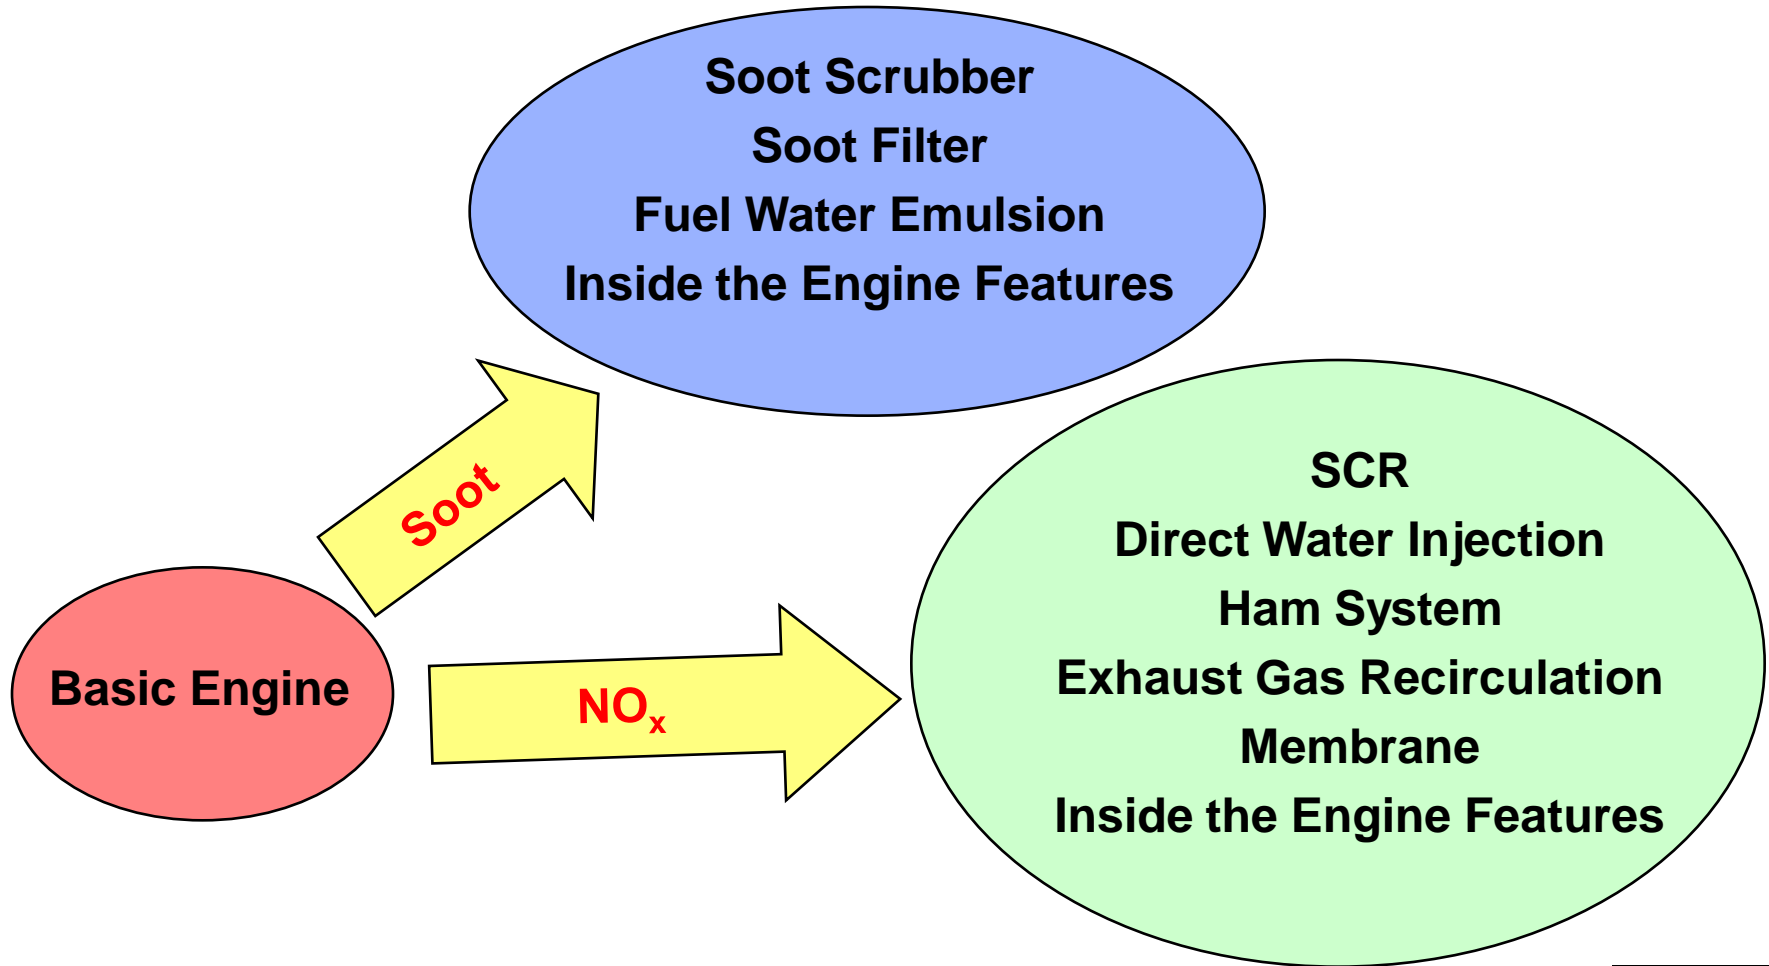 Soot Scrubber
Soot Filter
Fuel Water Emulsion
Inside the Engine Features
Soot
Basic Engine
NOx
SCR
Direct Water Injection
Ham System
Exhaust Gas Recirculation
Membrane
Inside the Engine Features